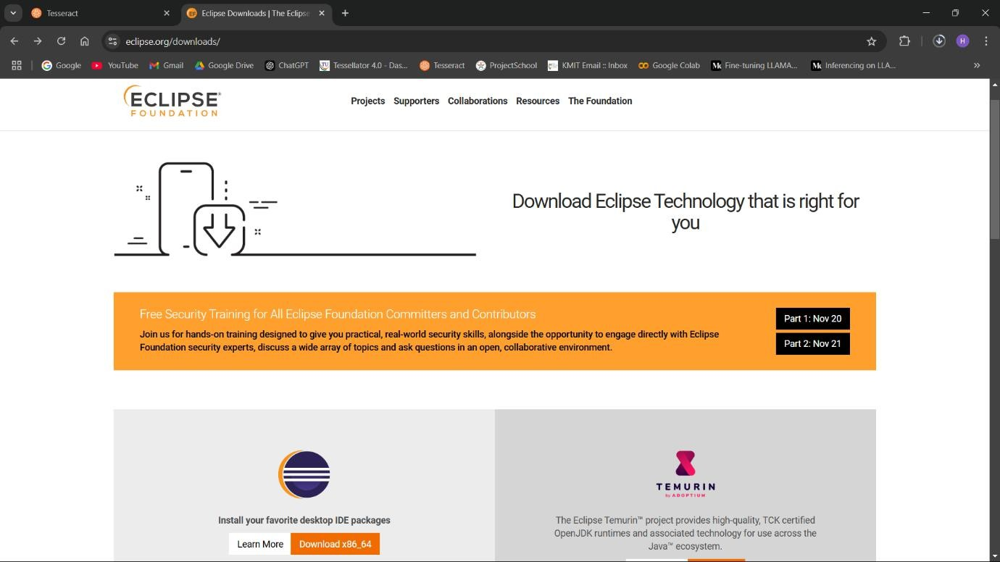 Tesseract
Eclipse Downloads | The Eclipse
eclipse.org/downloads/
H
Google
YouTube
Gmail
Google Drive
ChatGPT
Tessellator 4.0 - Das...
Tesseract
ProjectSchool
KMIT Email :: Inbox
Google Colab
Fine-tuning LLAMA...
Inferencing on LLA...
ECLIPSE®
FOUNDATION
Projects
Supporters
Collaborations
Resources
The Foundation
Download Eclipse Technology that is right for
you
Free Security Training for All Eclipse Foundation Committers and Contributors
Join us for hands-on training designed to give you practical, real-world security skills, alongside the opportunity to engage directly with Eclipse
Foundation security experts, discuss a wide array of topics and ask questions in an open, collaborative environment.
Part 1: Nov 20
Part 2: Nov 21
Install your favorite desktop IDE packages
Learn More
Download x86_64
TEMURIN
by ADOPTIUM
The Eclipse Temurin™ project provides high-quality, TCK certified
OpenJDK runtimes and associated technology for use across the
Java™ ecosystem.